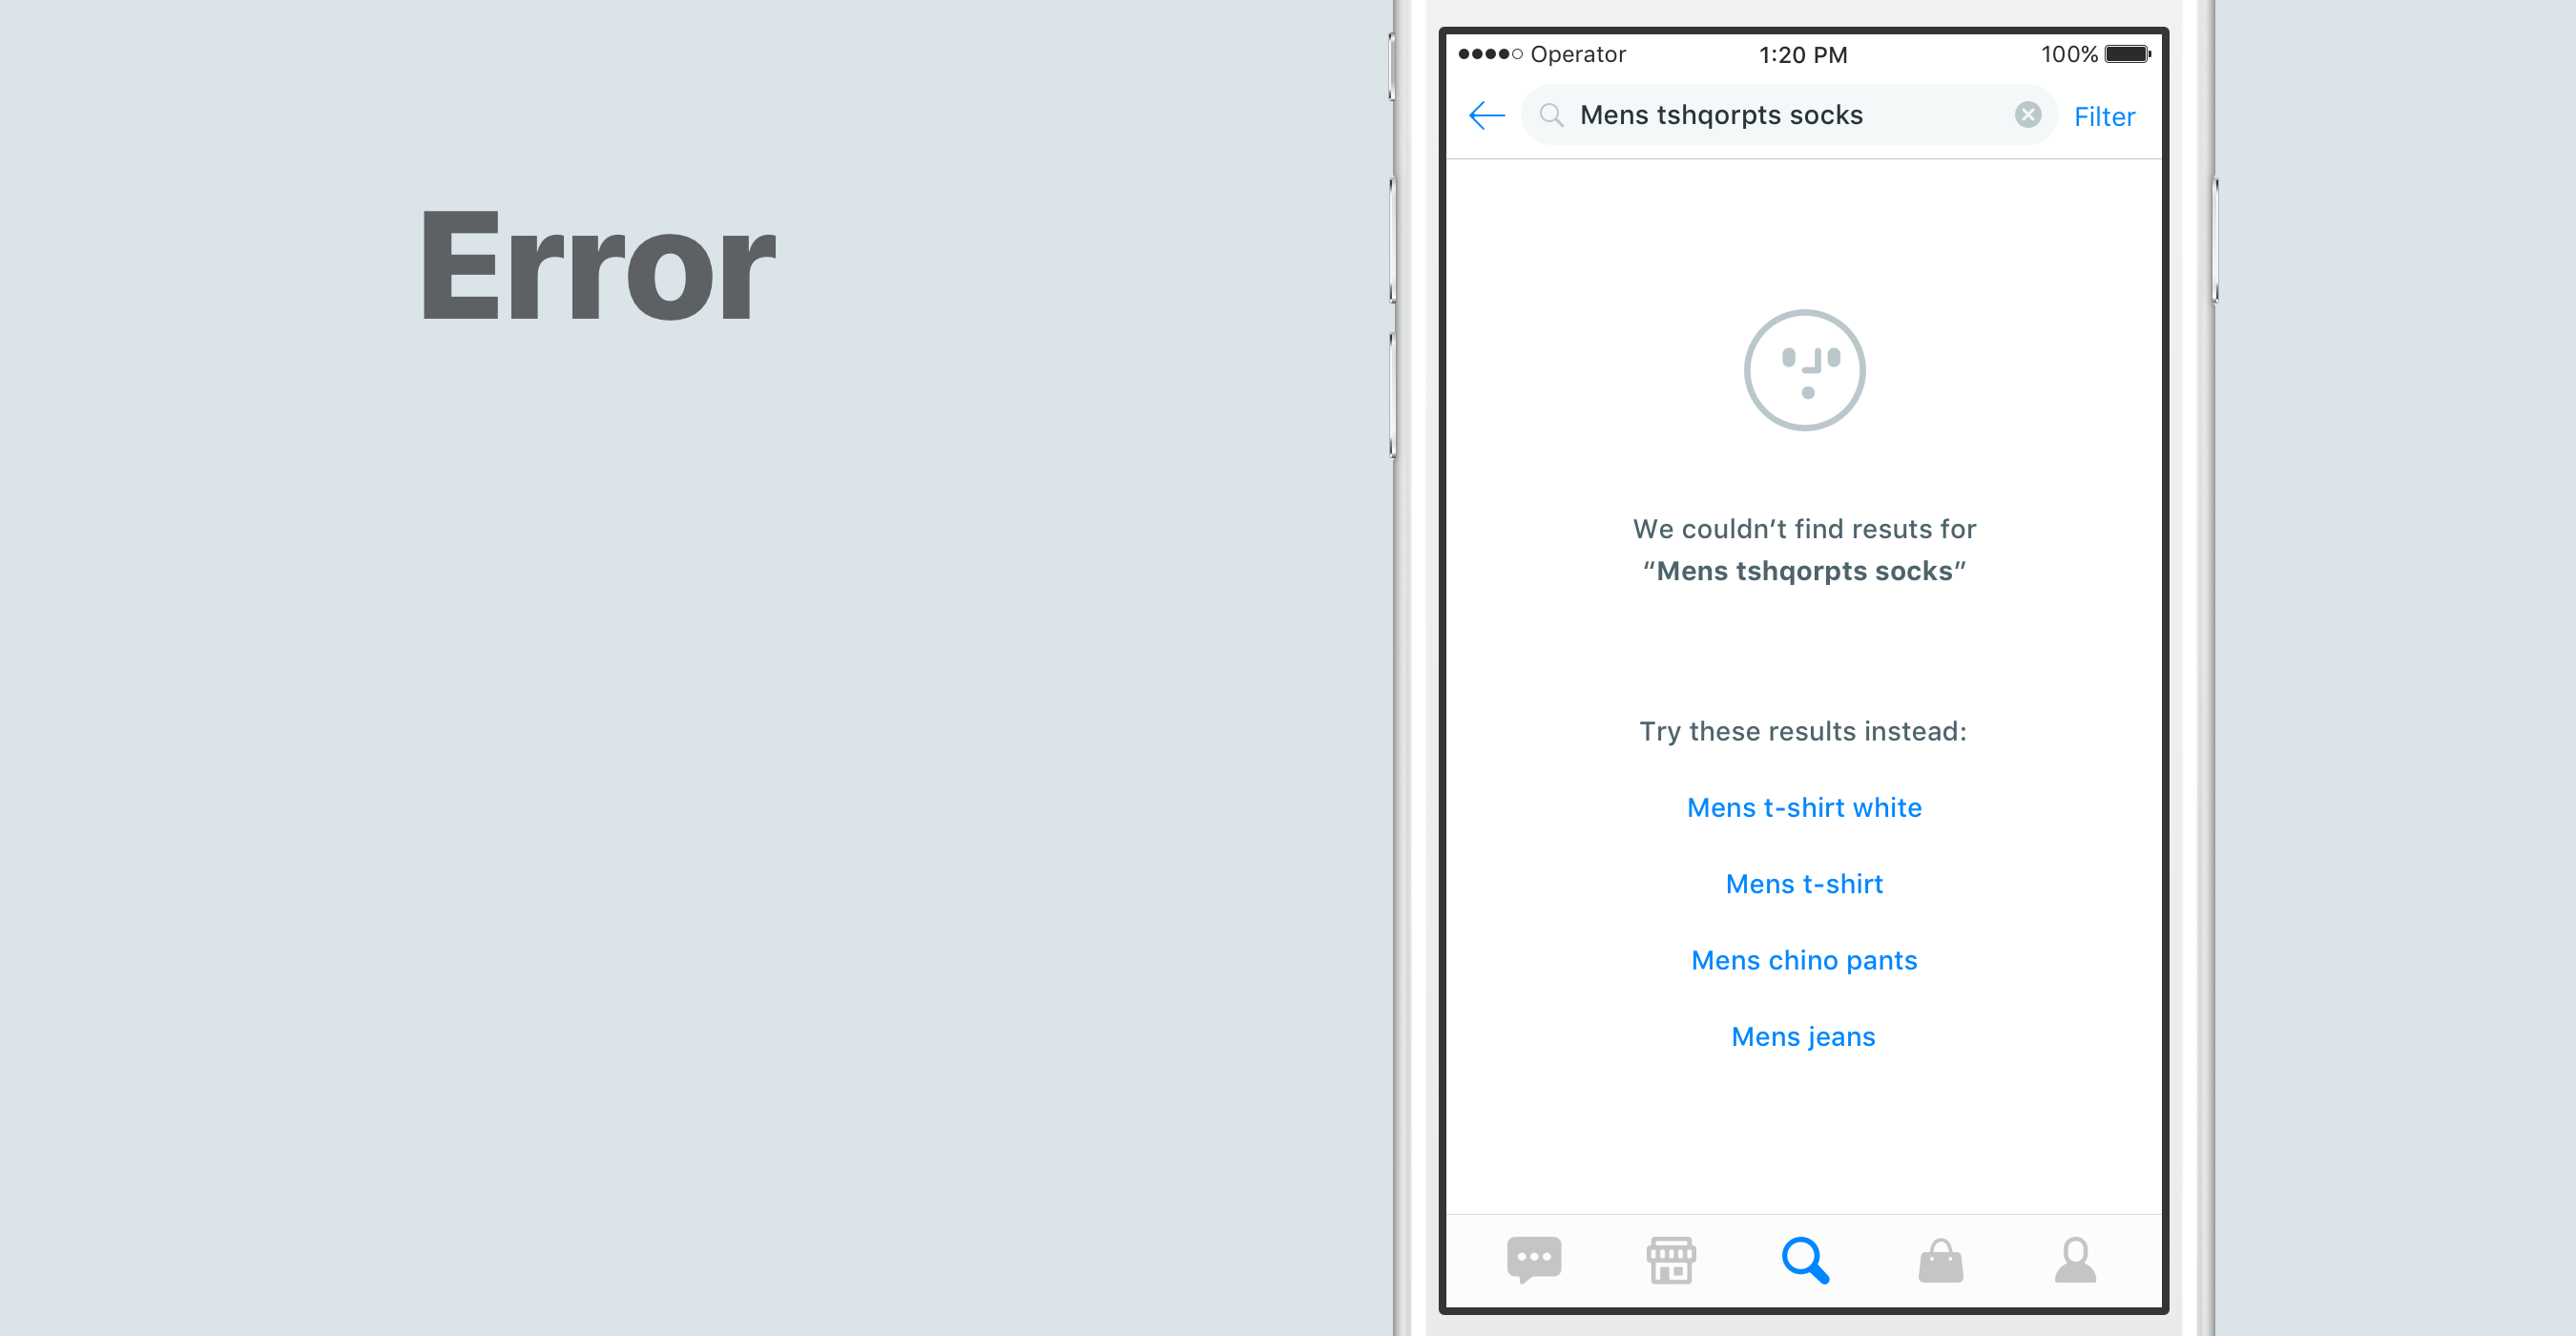 Error
Operator 1:20 PM 100%
Mens tshqorpts socks Filter
We couldn’t find resuts for
“Mens tshqorpts socks”
Try these results instead:
Mens t-shirt white
Mens t-shirt
Mens chino pants
Mens jeans